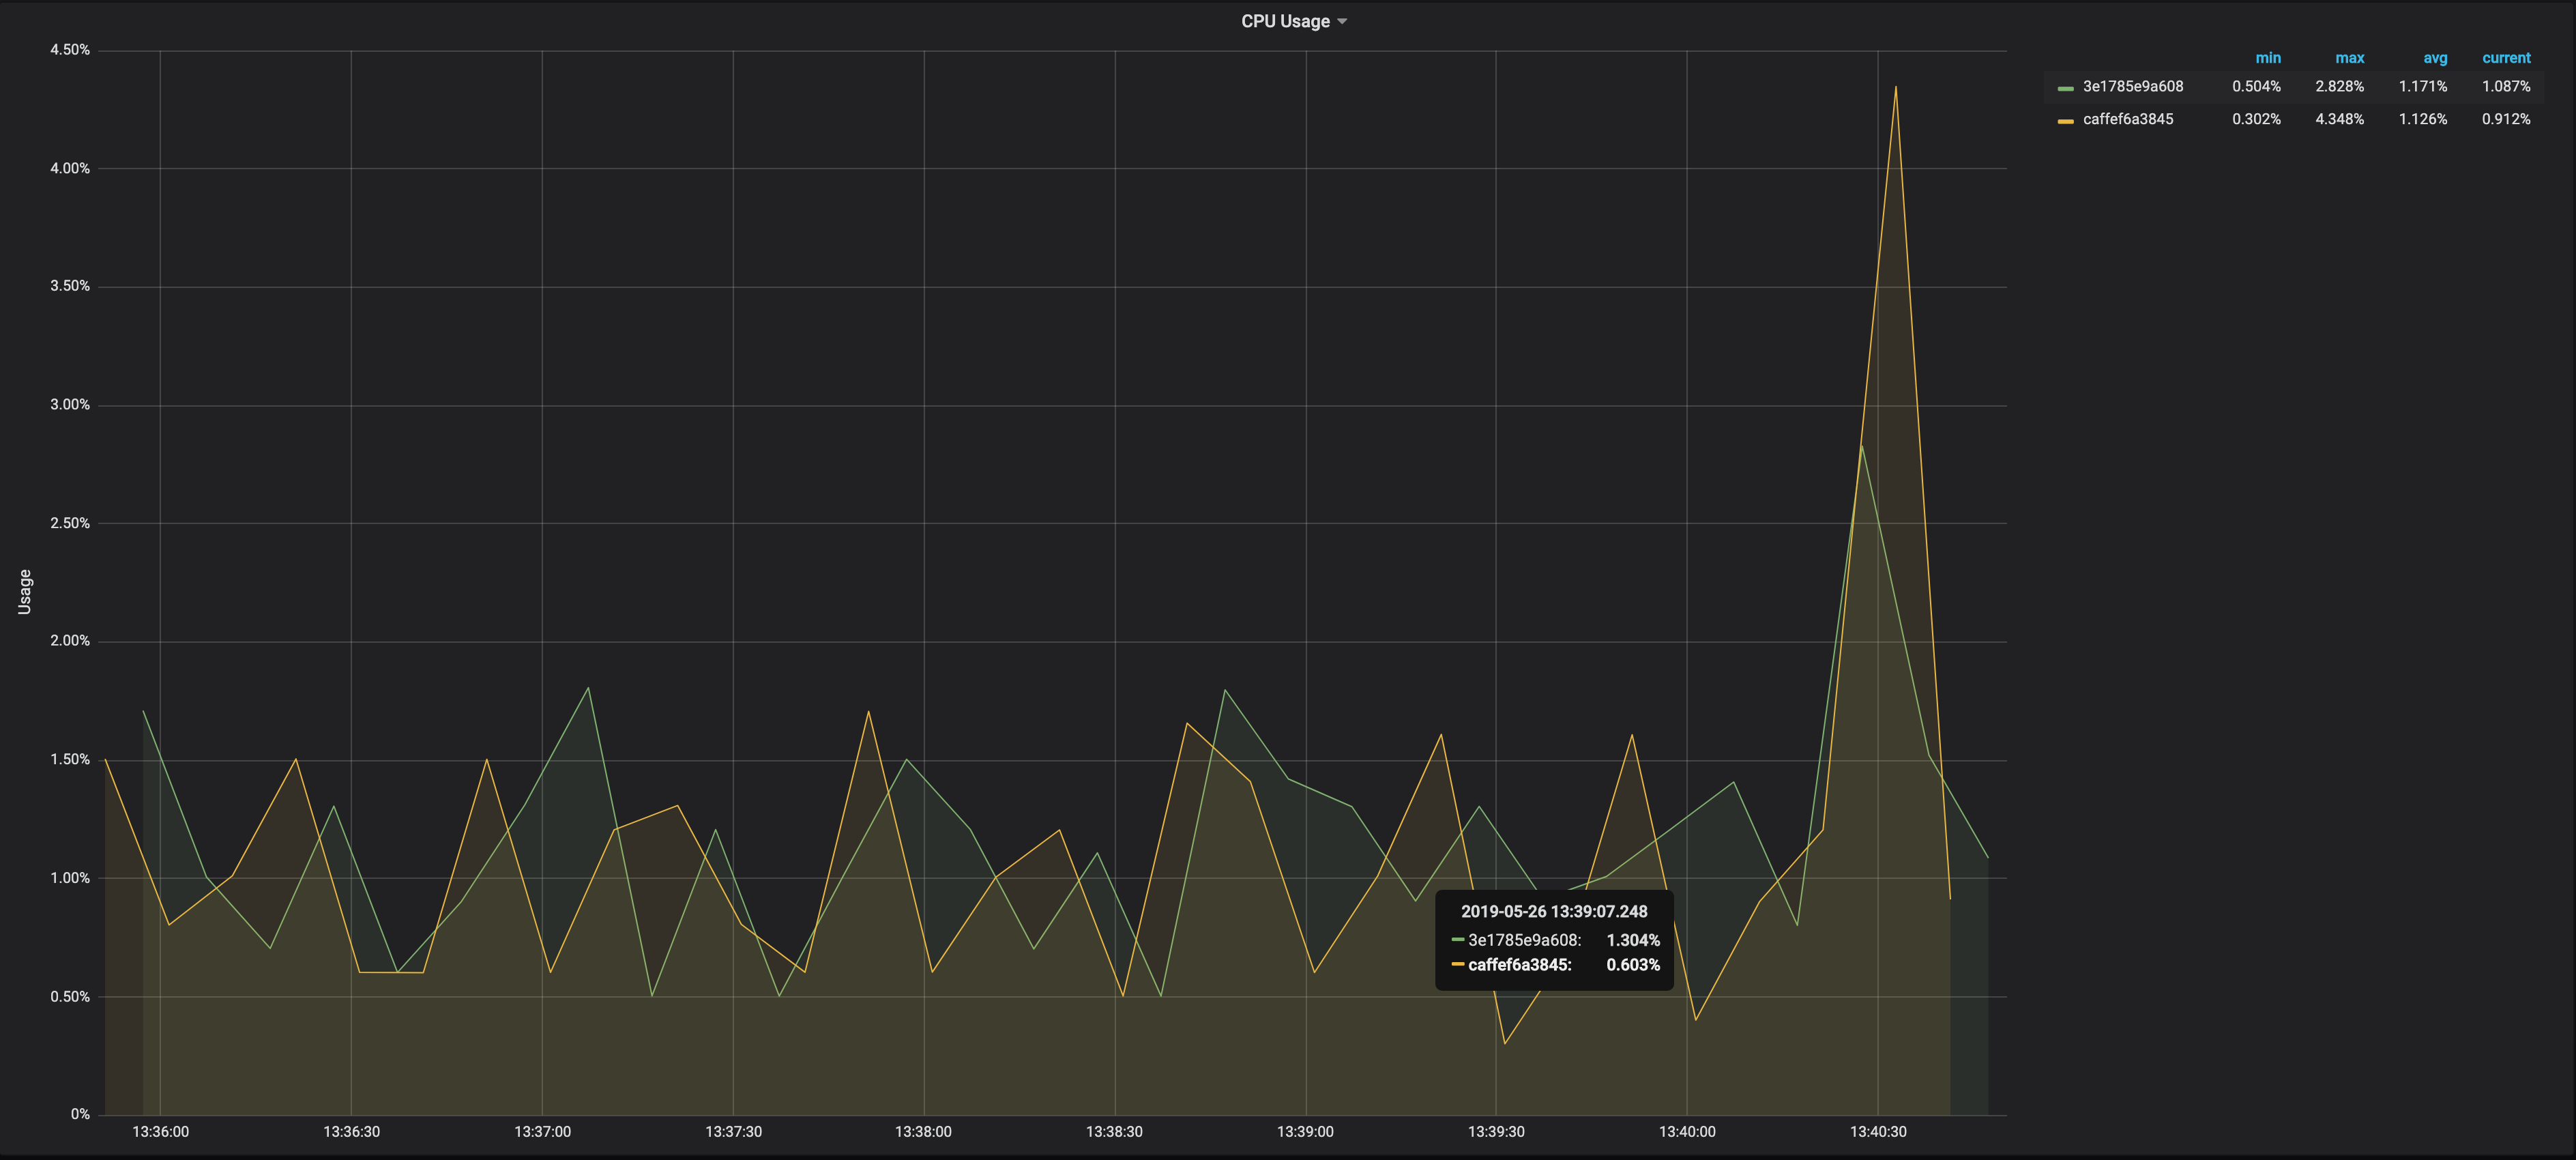 CPU Usage
4.50%
4.00%
3.50%
3.00%
2.50%
2.00%
1.50%
1.00%
0.50%
0%
Usage
13:36:00 13:36:30 13:37:00 13:37:30 13:38:00 13:38:30 13:39:00 13:39:30 13:40:00 13:40:30
2019-05-26 13:39:07.248
3e1785e9a608: 1.304%
caffef6a3845: 0.603%
min max avg current
3e1785e9a608 0.504% 2.828% 1.171% 1.087%
caffef6a3845 0.302% 4.348% 1.126% 0.912%